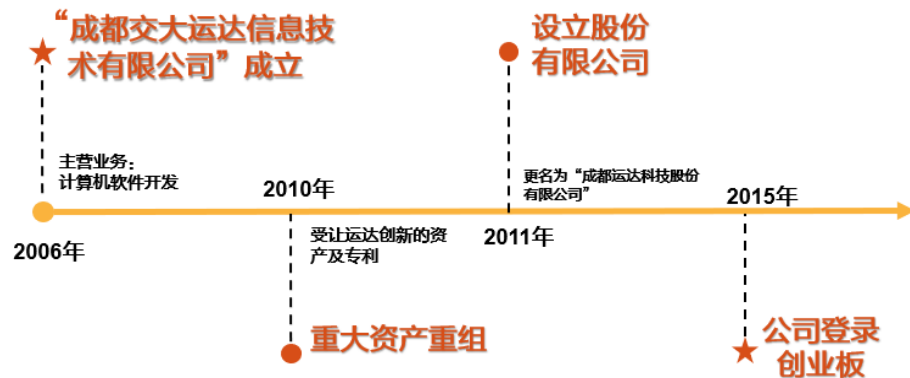 “成都交大运达信息技
术有限公司”成立
主营业务：
计算机软件开发
2006年
2010年
受让运达创新的资
产及专利
重大资产重组
设立股份
有限公司
更名为“成都运达科技股份
有限公司”
2011年
2015年
公司登录
创业板